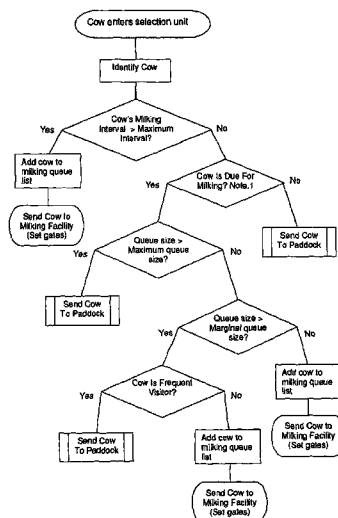 Cow enters selection unit
Identify Cow
Cow's Milking
Interval > Maximum
Interval?
Yes
No
Add cow to
milking queue
list
Cow Is Due For
Milking? Note.1
Send Cow to
Milking Facility
(Set gates)
Yes
No
Queue size >
Maximum queue
size?
Send Cow
To Paddock
Yes
No
Send Cow
To Paddock
Queue size >
Marginal queue
size?
Yes
No
Cow Is Frequent
Visitor?
Add cow to
milking queue
list
Yes
No
Send Cow
To Paddock
Add cow to
milking queue
list
Send Cow to
Milking Facility
(Set gates)
Send Cow to
Milking Facility
(Set gates)